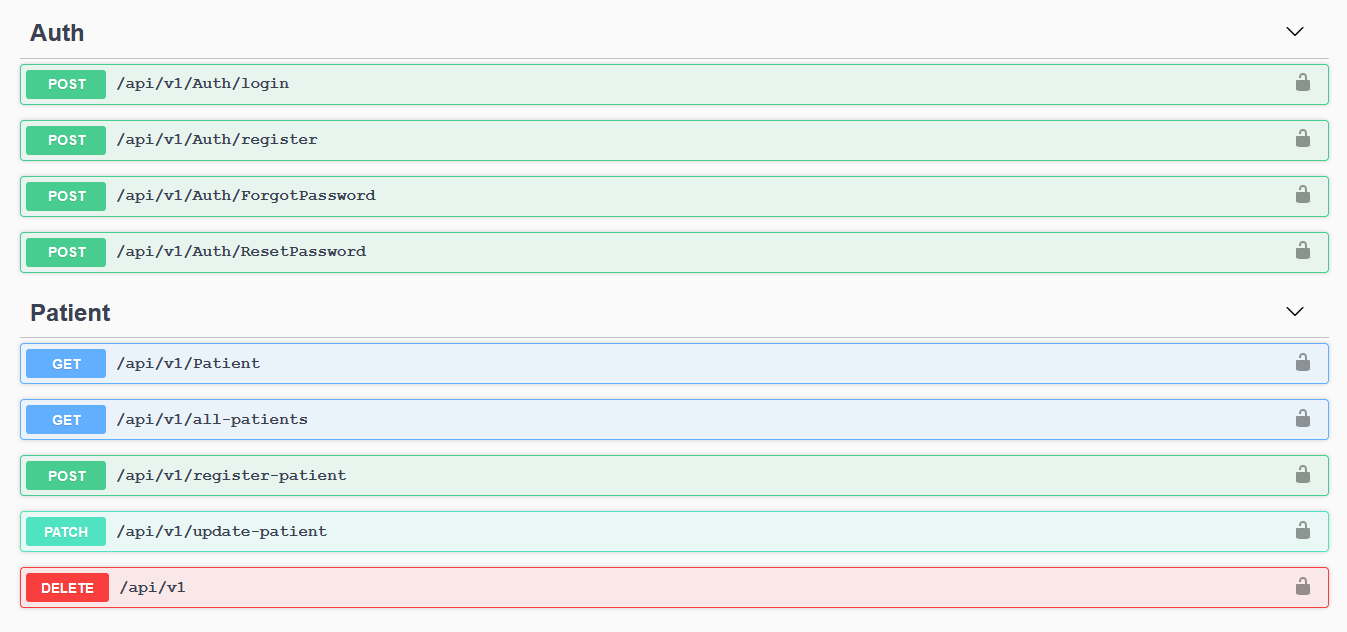 Auth
POST /api/v1/Auth/login
POST /api/v1/Auth/register
POST /api/v1/Auth/ForgotPassword
POST /api/v1/Auth/ResetPassword
Patient
GET /api/v1/Patient
GET /api/v1/all-patients
POST /api/v1/register-patient
PATCH /api/v1/update-patient
DELETE /api/v1